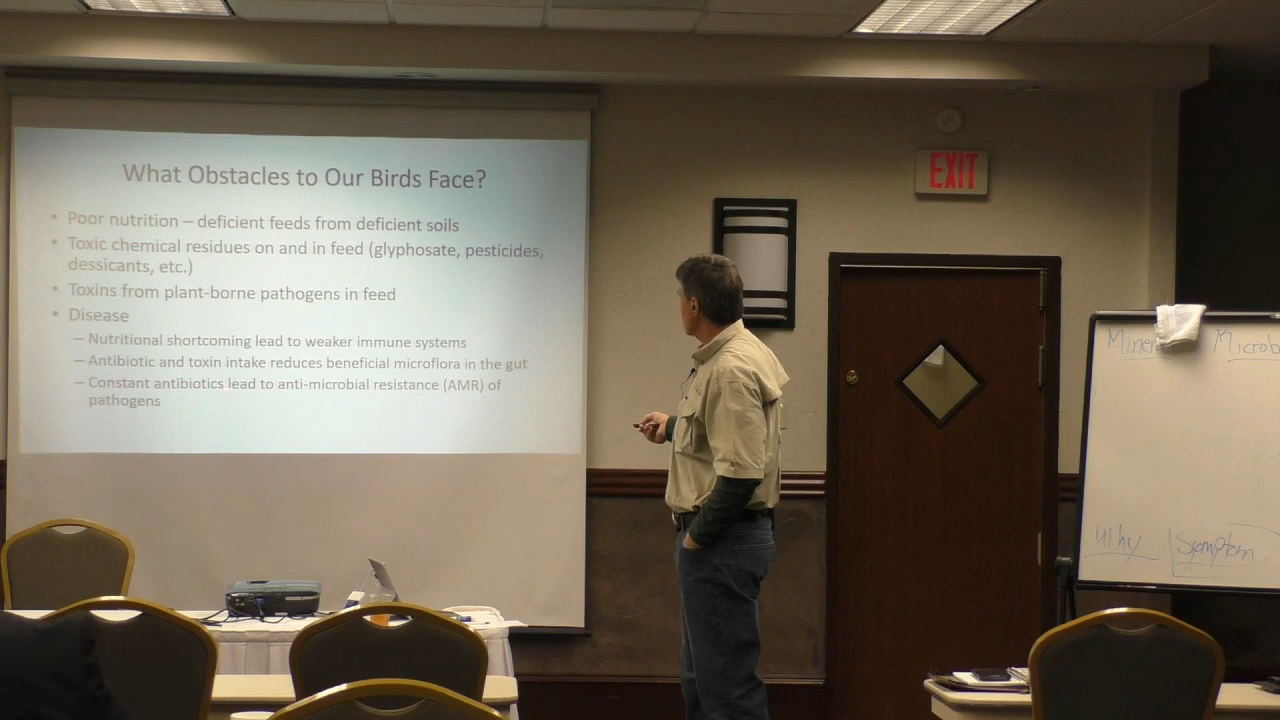 What Obstacles to Our Birds Face?
• Poor nutrition – deficient feeds from deficient soils
• Toxic chemical residues on and in feed (glyphosate, pesticides,
dessicants, etc.)
• Toxins from plant-borne pathogens in feed
• Disease
– Nutritional shortcoming lead to weaker immune systems
– Antibiotic and toxin intake reduces beneficial microflora in the gut
– Constant antibiotics lead to anti-microbial resistance (AMR) of
pathogens
EXIT
Why Symptom